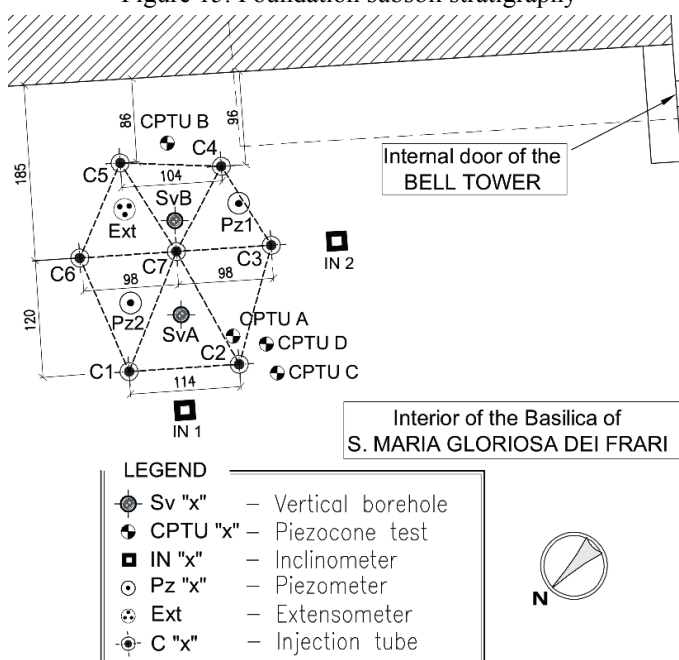 Figure 15. Foundation subsoil stratigraphy
86
96
CPTU B
C4
C5
185
104
Internal door of the
BELL TOWER
SvB
Ext
Pz1
C6
C7
C3
IN 2
98
98
120
Pz2
SvA
CPTU A
CPTU D
C2
C1
CPTU C
114
IN 1
Interior of the Basilica of
S. MARIA GLORIOSA DEI FRARI
LEGEND
Sv "x" – Vertical borehole
CPTU "x" – Piezocone test
IN "x" – Inclinometer
Pz "x" – Piezometer
Ext – Extensometer
C "x" – Injection tube
N